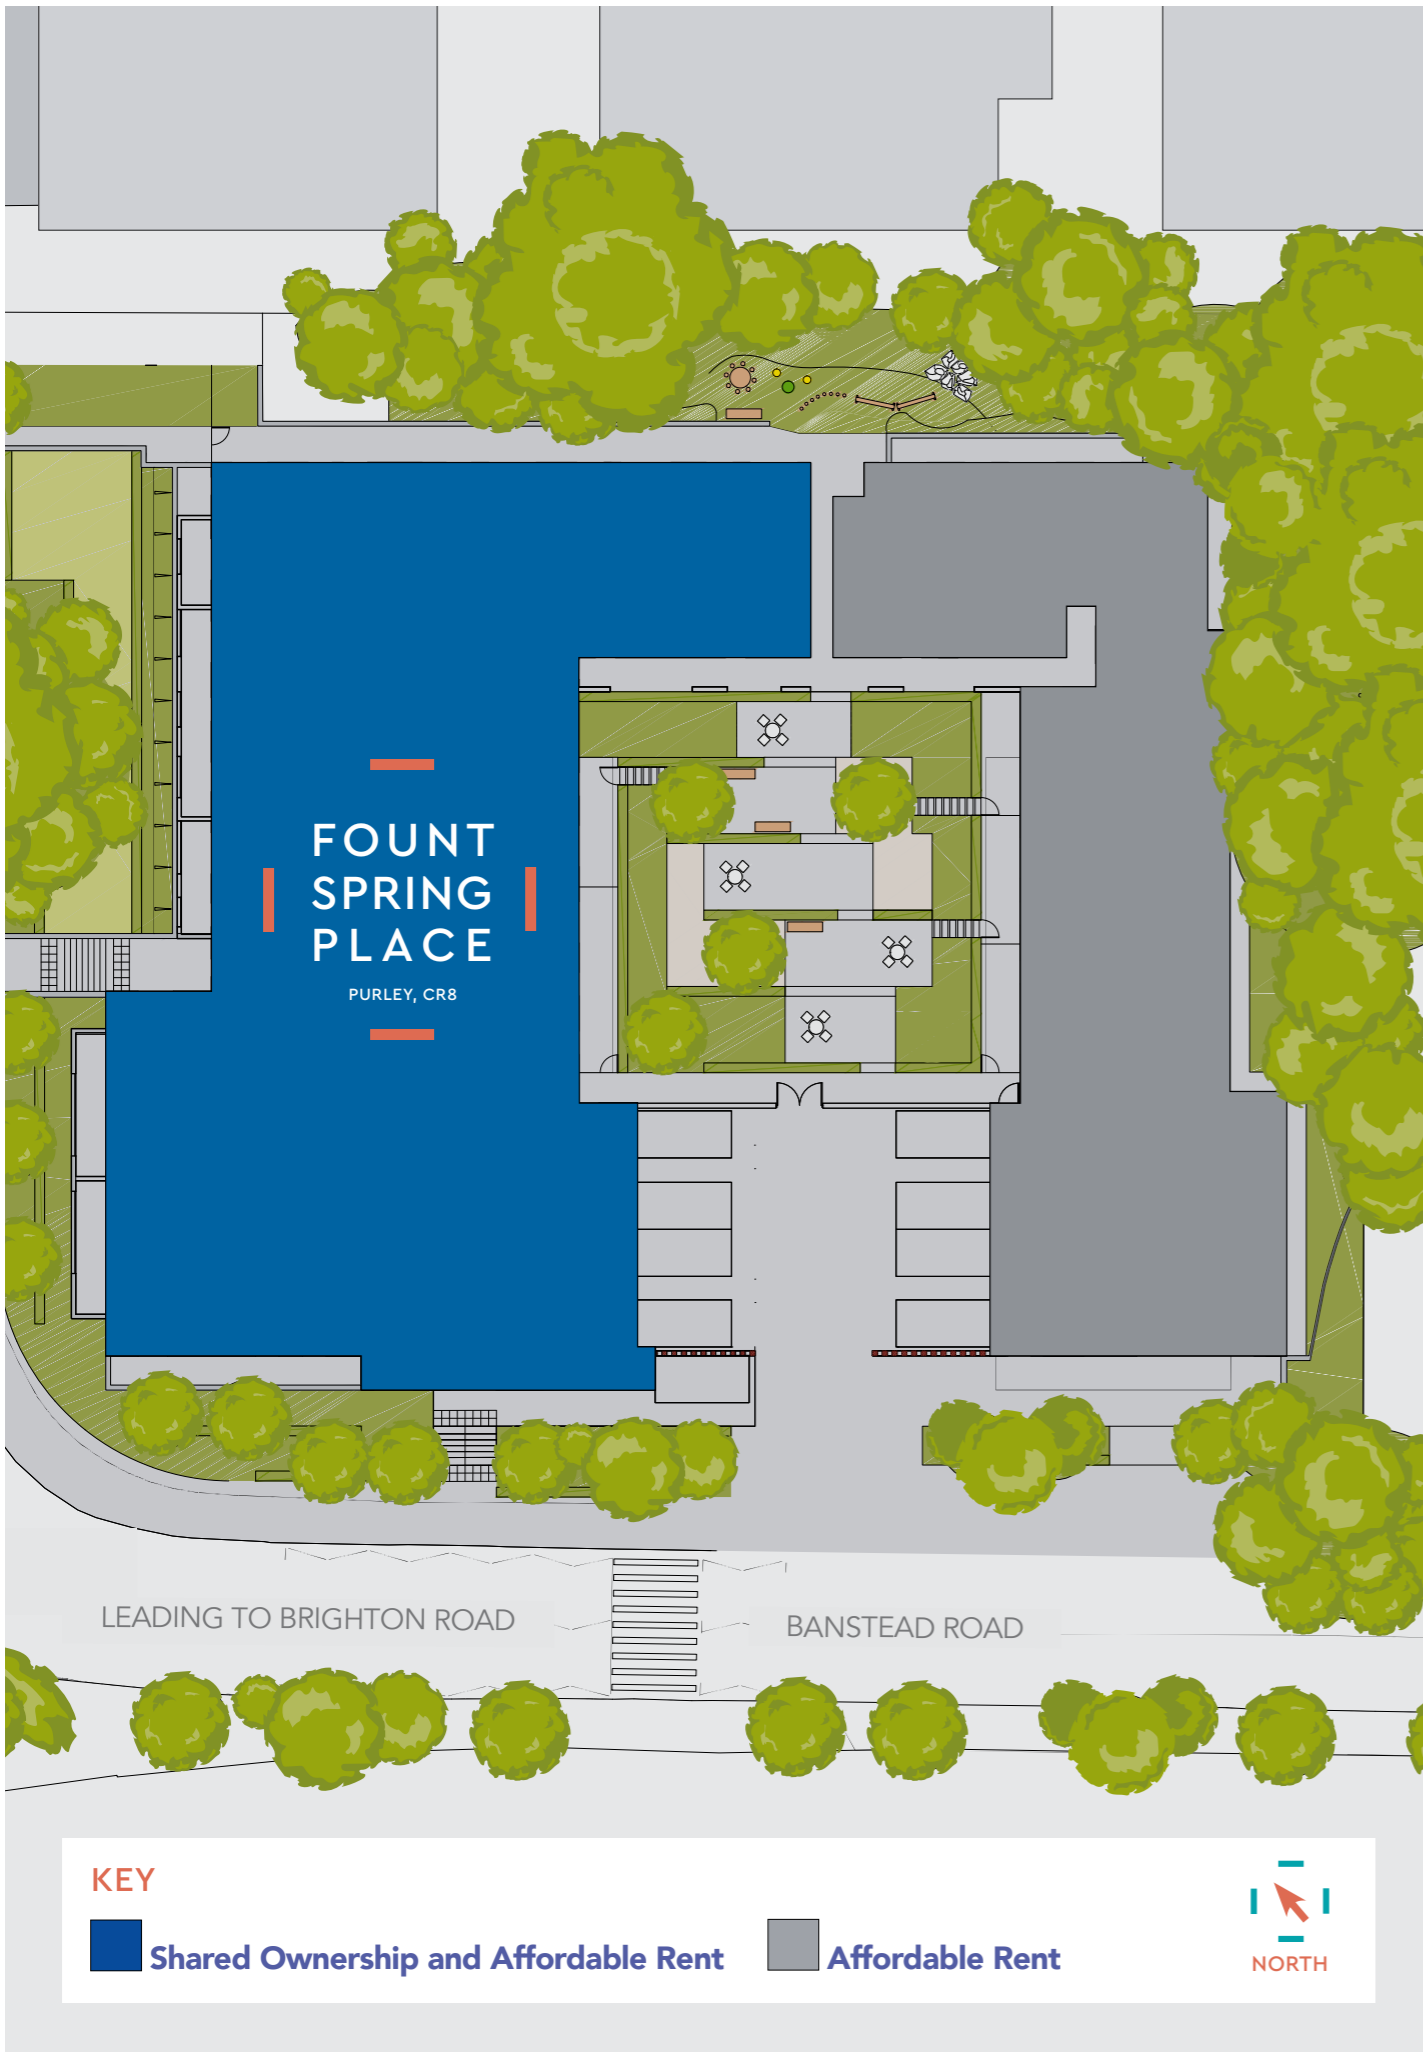 FOUNT
SPRING
PLACE
PURLEY, CR8
LEADING TO BRIGHTON ROAD
BANSTEAD ROAD
KEY
Shared Ownership and Affordable Rent
Affordable Rent
NORTH